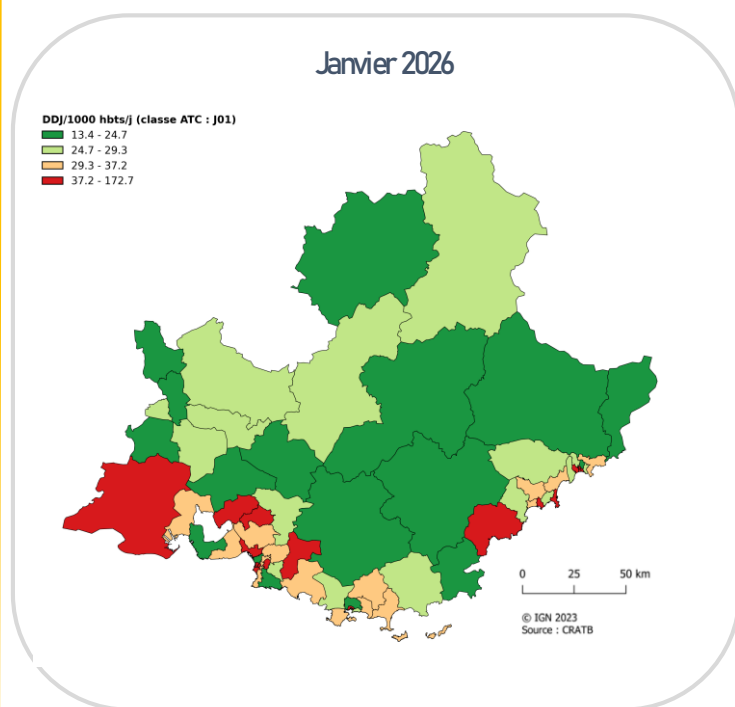 Janvier 2026
DDJ/1000 hbts/j (classe ATC : J01)
13.4 - 24.7
24.7 - 29.3
29.3 - 37.2
37.2 - 172.7
0 25 50 km
© IGN 2023
Source : CRATB